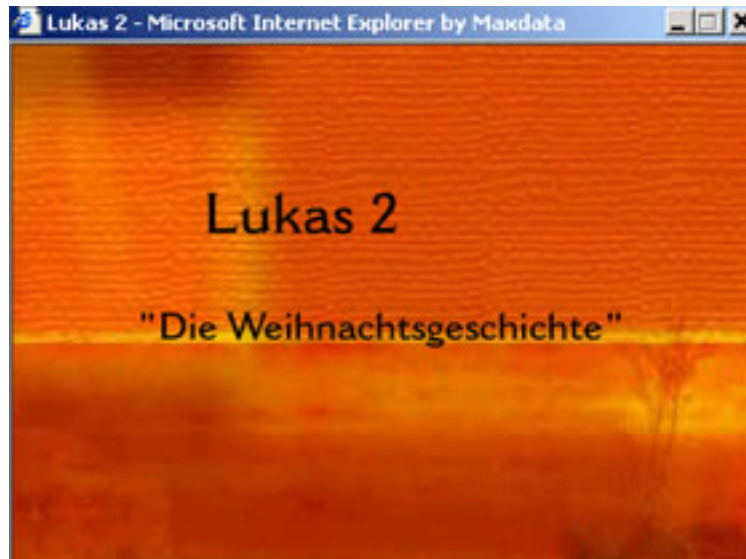 Lukas 2 - Microsoft Internet Explorer by Maxdata
Lukas 2
"Die Weihnachtsgeschichte"